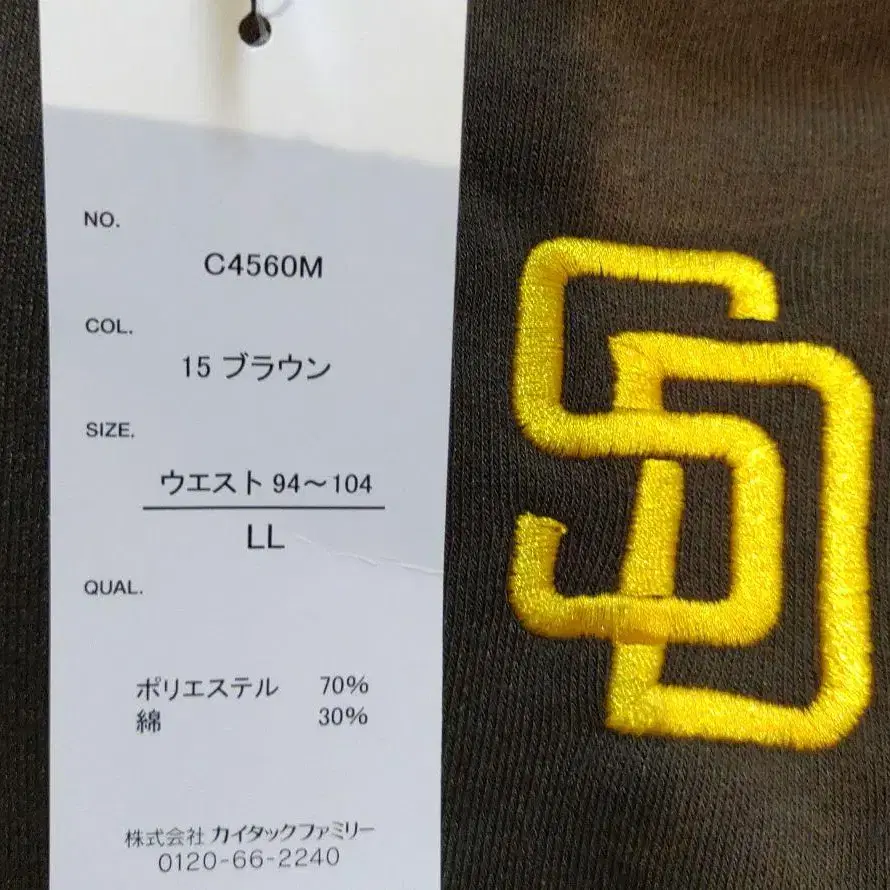 NO.
C4560M
COL.
15 ブラウン
SIZE.
ウエスト 94～104
LL
QUAL.
ポリエステル 70%
綿 30%
株式会社 カイタックファミリー
0120-66-2240
SD